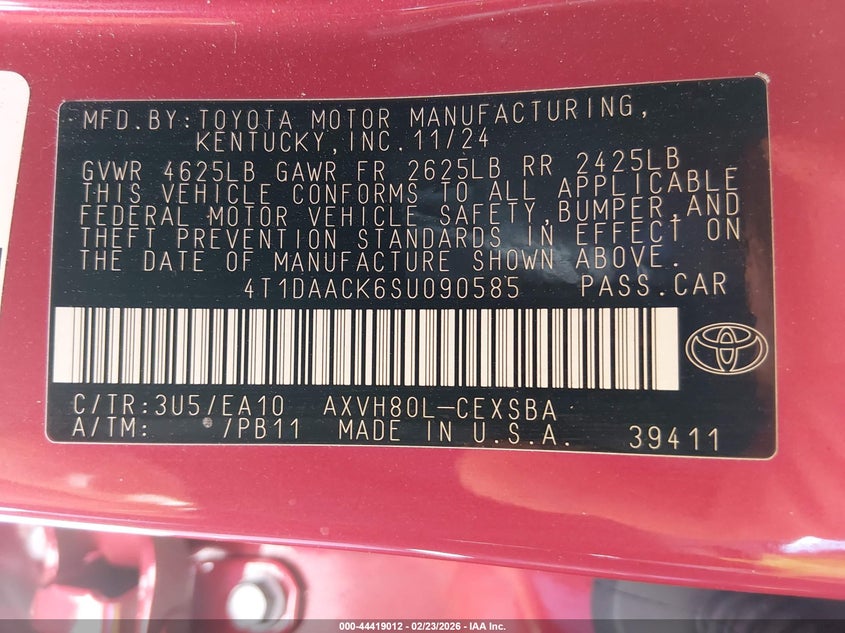 MFD.BY:TOYOTA MOTOR MANUFACTURING,
KENTUCKY,INC.11/24
GVWR 4625LB GAWR FR 2625LB RR 2425LB
THIS VEHICLE CONFORMS TO ALL APPLICABLE
FEDERAL MOTOR VEHICLE SAFETY,BUMPER,AND
THEFT PREVENTION STANDARDS IN EFFECT ON
THE DATE OF MANUFACTURE SHOWN ABOVE.
4T1DAACK6SU090585 PASS.CAR
C/TR:3U5/EA10 AXVH80L-CEXSBA
A/TM: /PB11 MADE IN U.S.A. 39411
000-44419012 - 02/23/2026 - IAA Inc.